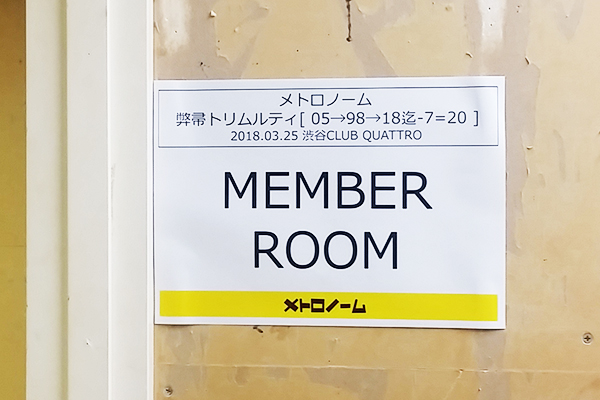 メトロノーム
弊帚トリムルティ[ 05→98→18迄-7=20 ]
2018.03.25 渋谷CLUB QUATTRO
MEMBER
ROOM
メトロノーム